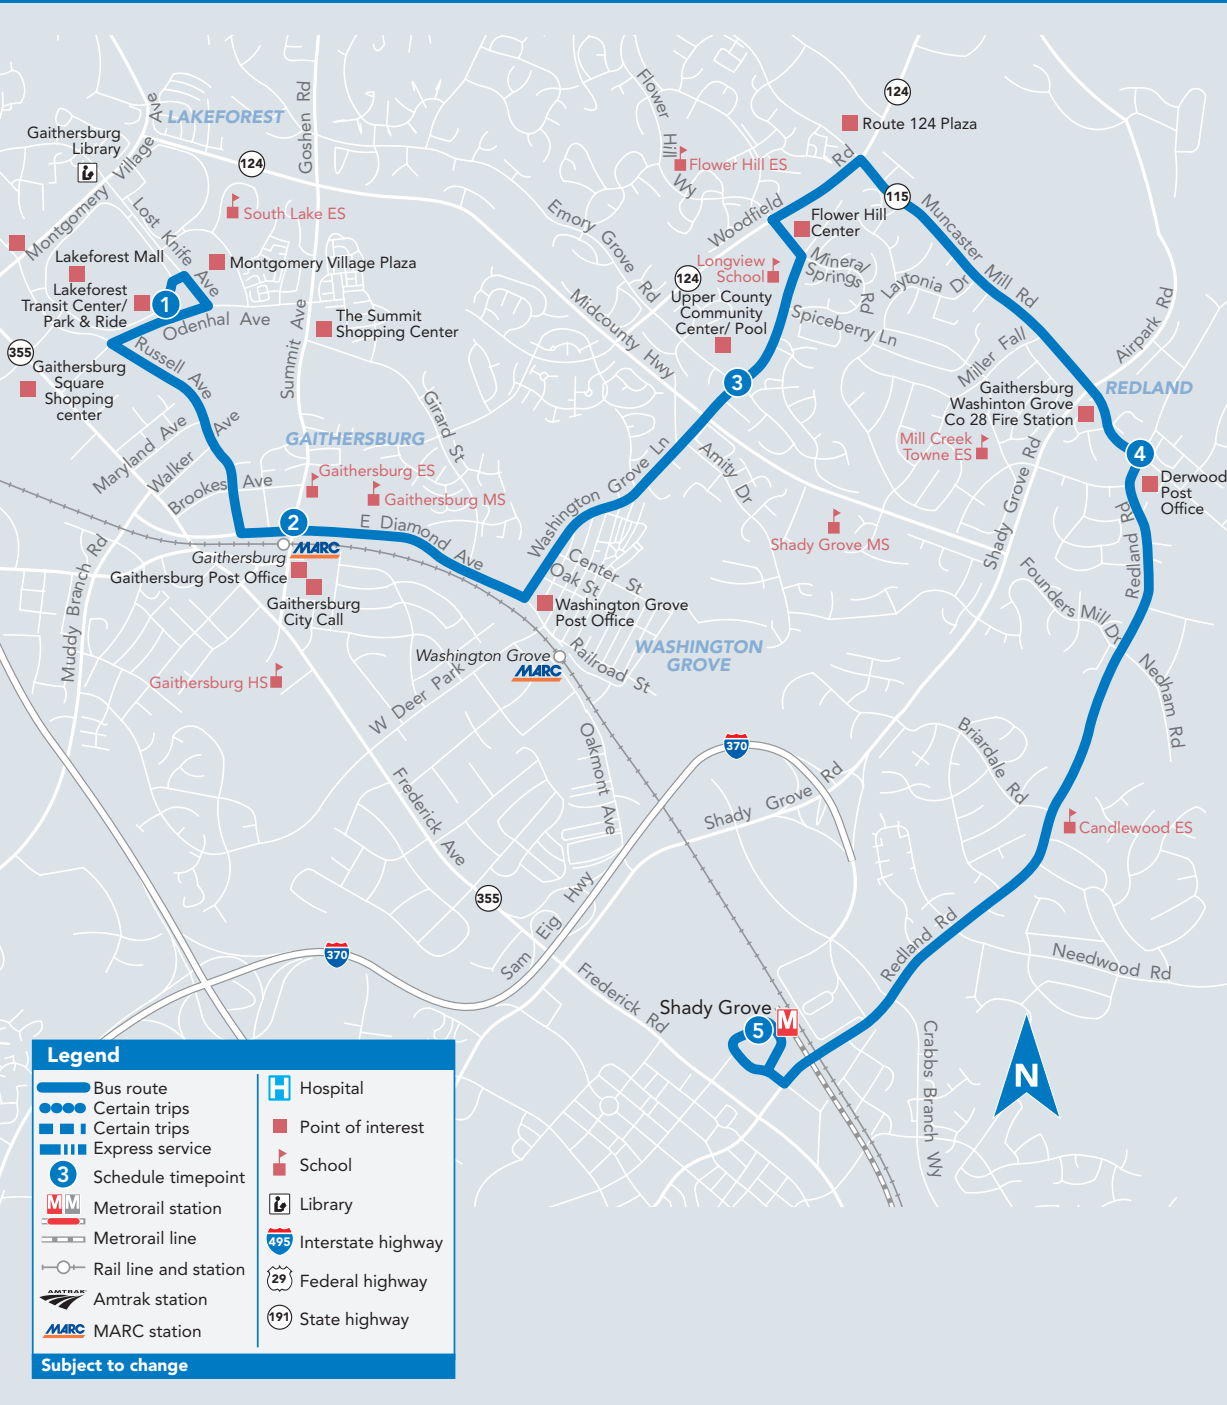 124
Route 124 Plaza
LAKEFOREST
Goshen Rd
Montgomery Village Ave
Gaithersburg
Library
124
Flower Hill Wy
Flower Hill ES
Woodfield Rd
115
Muncaster Mill Rd
South Lake ES
Lost Knife Ave
Emory Grove Rd
Flower Hill
Center
Lakeforest Mall
Montgomery Village Plaza
Longview
School
Mineral
Springs Rd
Laytonia Dr
124
Lakeforest
Transit Center/
Park & Ride
1
Odenhal Ave
Upper County
Community
Center/ Pool
Spiceberry Ln
Midcounty Hwy
Summit Ave
The Summit
Shopping Center
Airpark Rd
Miller Fall
355
Gaithersburg
Square
Shopping
center
Russell Ave
3
Gaithersburg
Washinton Grove
Co 28 Fire Station
REDLAND
Girard St
Maryland Ave
Walker Ave
GAITHERSBURG
Mill Creek
Towne ES
4
Amity Dr
Washington Grove Ln
Shady Grove Rd
Brookes Ave
Gaithersburg ES
Gaithersburg MS
Derwood
Post
Office
2
E Diamond Ave
Shady Grove MS
Redland Rd
Gaithersburg
MARC
Gaithersburg Post Office
Gaithersburg
City Call
Center St
Oak St
Founders Mill Dr
Muddy Branch Rd
Washington Grove
Post Office
WASHINGTON
GROVE
Washington Grove
MARC
Railroad St
Gaithersburg HS
W Deer Park
Nedham Rd
Oakmont Ave
370
Briardale Rd
Shady Grove Rd
Frederick Ave
Candlewood ES
355
Sam Eig Hwy
Redland Rd
370
Needwood Rd
Frederick Rd
Shady Grove
M
5
Crabbs Branch Wy
N
Legend
Bus route
Certain trips
Certain trips
Express service
3
Schedule timepoint
M M
Metrorail station
Metrorail line
Rail line and station
AMTRAK
Amtrak station
MARC
MARC station
H
Hospital
Point of interest
School
Library
495
Interstate highway
29
Federal highway
191
State highway
Subject to change